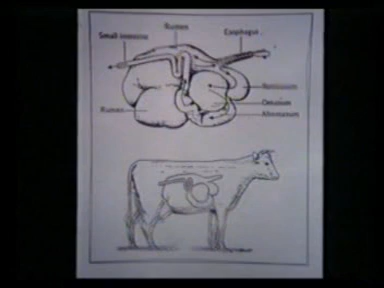 Rumen
Small intestine
Esophagus
Reticulum
Rumen
Omasum
Abomasum